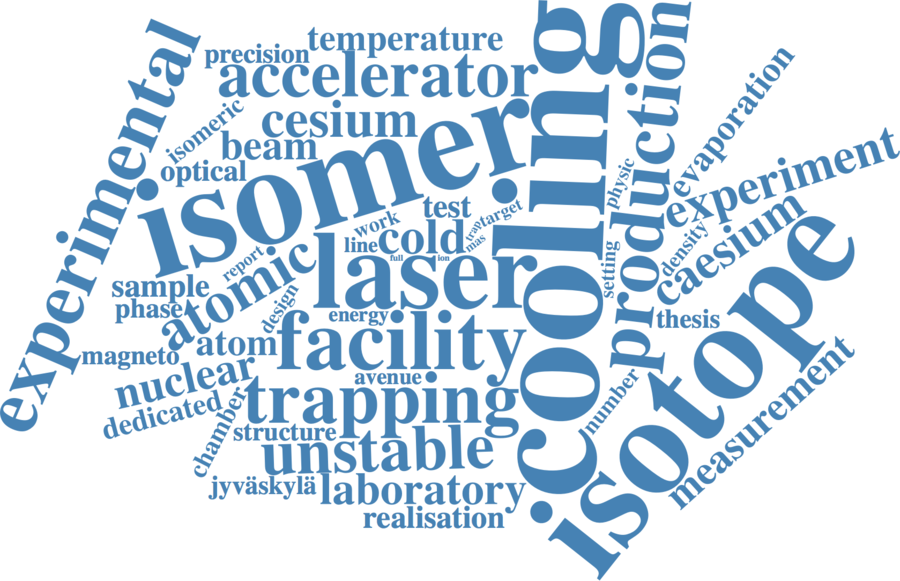 experimental
precision
temperature
accelerator
isomeric
cesium
beam
optical
isomer
cooling
production
evaporation
physic
experiment
test
target
trap
mas
work
line
cold
full
ion
laser
report
atomic
sample
phase
design
energy
setting
density
caesium
isotope
thesis
magneto
atom
facility
nuclear
avenue
dedicated
trapping
chamber
structure
number
measurement
unstable
jyväskylä
laboratory
realisation